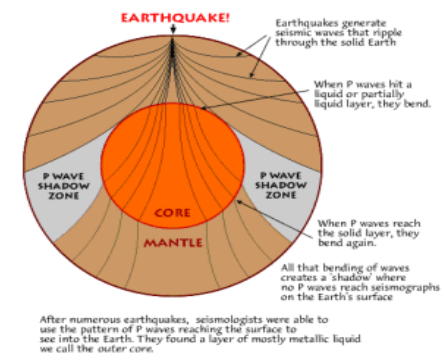 EARTHQUAKE!
Earthquakes generate
seismic waves that ripple
through the solid Earth
When P waves hit a
liquid or partially
liquid layer, they bend.
P WAVE
SHADOW
ZONE
P WAVE
SHADOW
ZONE
CORE
MANTLE
When P waves reach
the solid layer, they
bend again.
All that bending of waves
creates a 'shadow' where
no P waves reach seismographs
on the Earth's surface
After numerous earthquakes, seismologists were able to
use the pattern of P waves reaching the surface to
see into the Earth. They found a layer of mostly metallic liquid
we call the outer core.